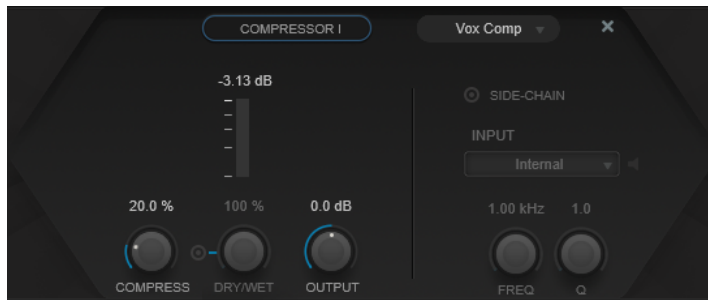 COMPRESSOR I
Vox Comp
-3.13 dB
SIDE-CHAIN
INPUT
Internal
20.0 %
100 %
0.0 dB
1.00 kHz
1.0
COMPRESS
DRY/WET
OUTPUT
FREQ
Q